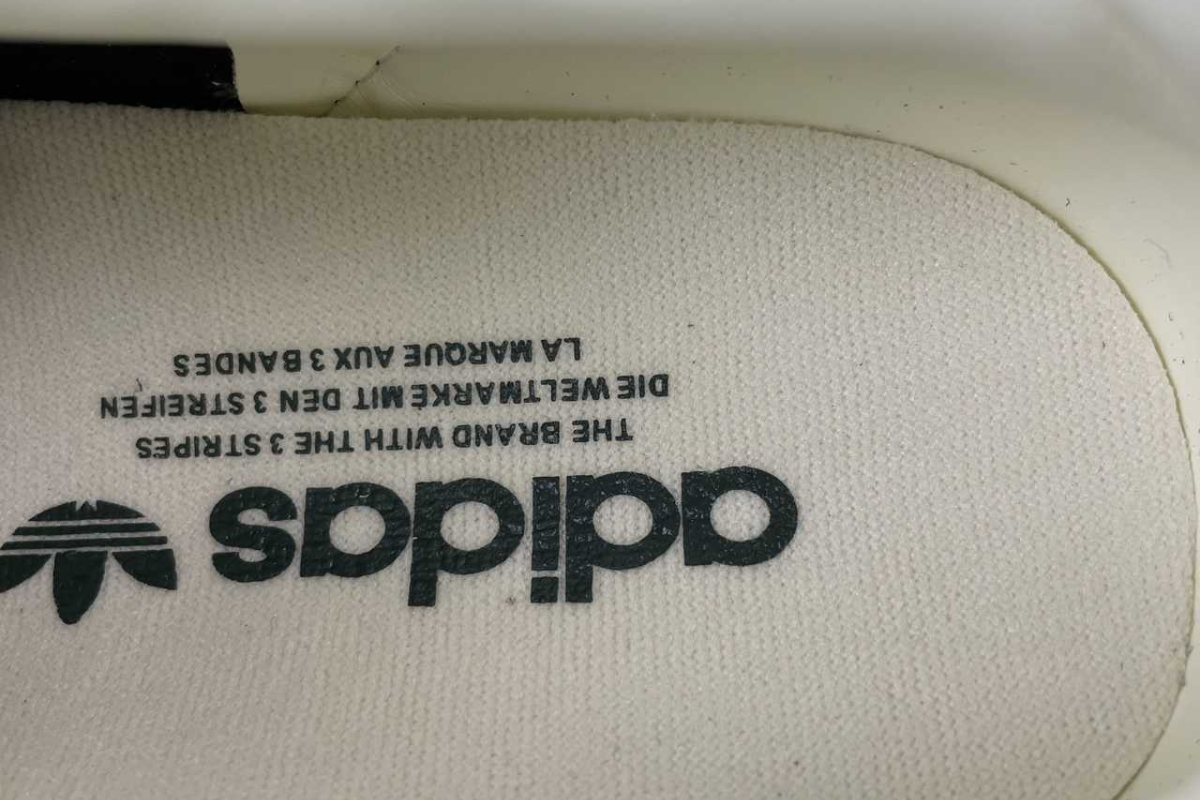 adidas
THE BRAND WITH THE 3 STRIPES
DIE WELTMARKE MIT DEN 3 STREIFEN
LA MARQUE AUX 3 BANDES